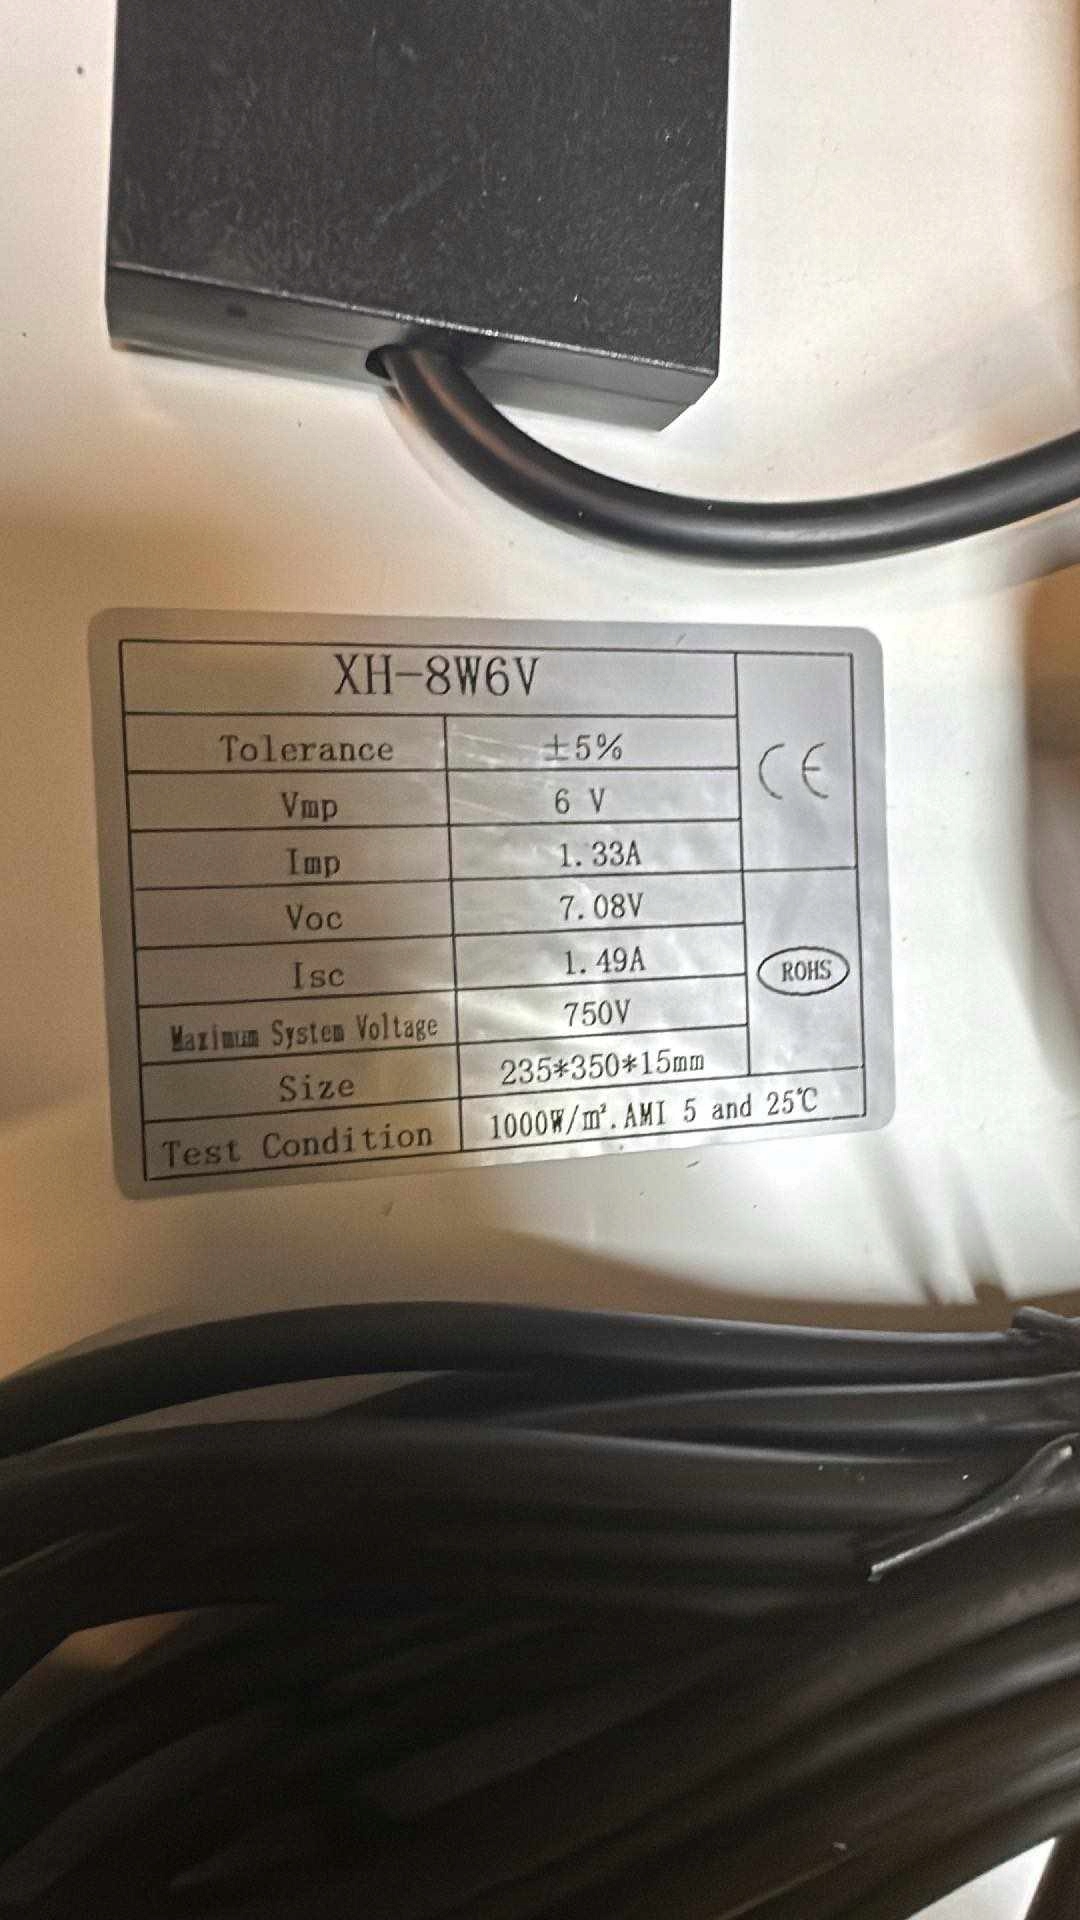 XH-8W6V
Tolerance ±5%
Vmp 6 V
Imp 1.33A
Voc 7.08V
Isc 1.49A
Maximum System Voltage 750V
Size 235*350*15mm
Test Condition 1000W/m².AMI 5 and 25℃
CE
ROHS